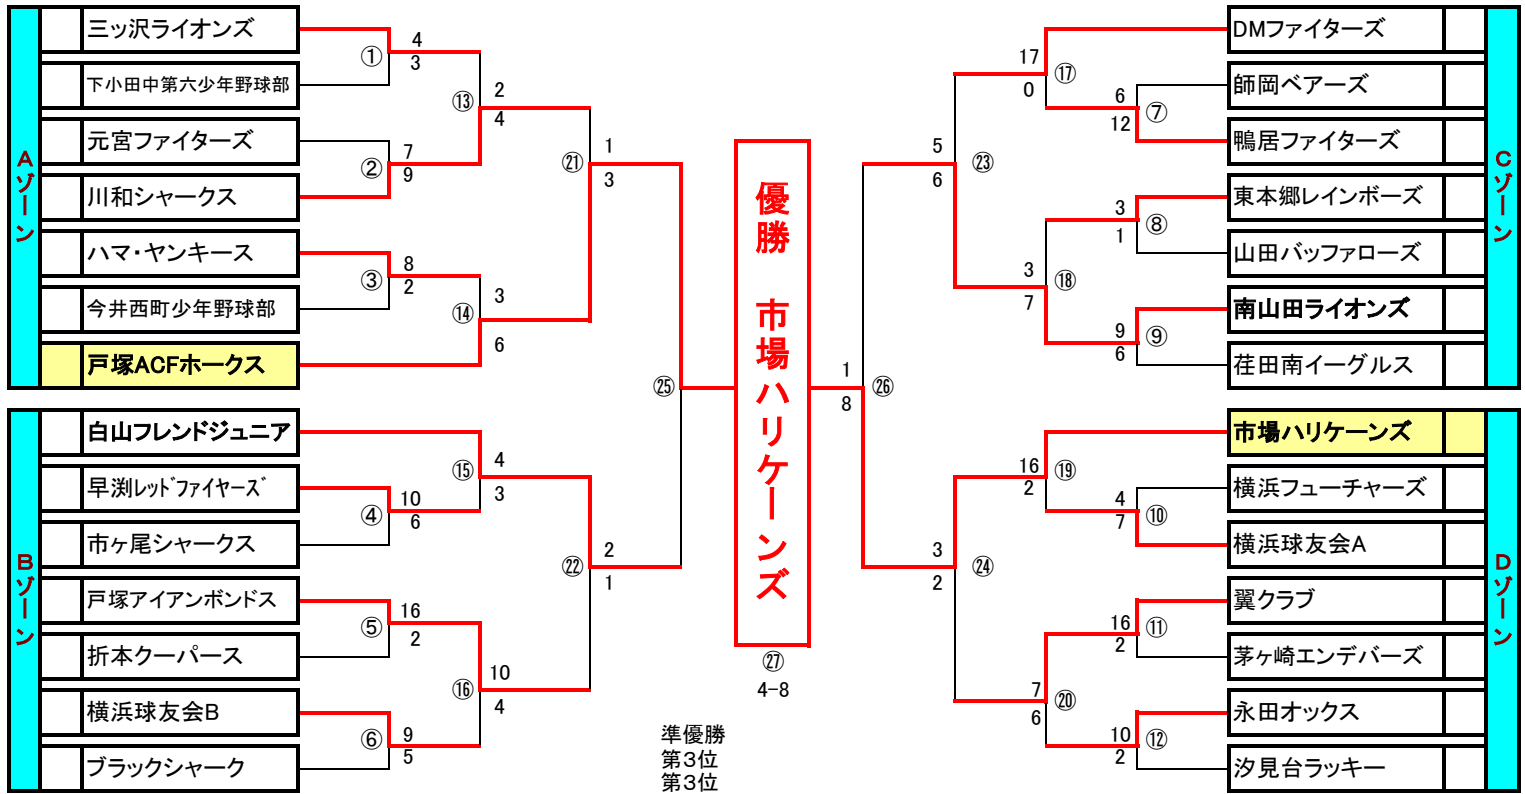 Aゾーン
三ッ沢ライオンズ
下小田中第六少年野球部
元宮ファイターズ
川和シャークス
ハマ・ヤンキース
今井西町少年野球部
戸塚ACFホークス
① 4 3
② 7 9
③ 8 2
⑬ 2 4
⑭ 3 6
㉑ 1 3
Bゾーン
白山フレンドジュニア
早渕レッドファイヤーズ
市ヶ尾シャークス
戸塚アイアンボンドス
折本クーパース
横浜球友会B
ブラックシャーク
④ 10 6
⑤ 16 2
⑥ 9 5
⑮ 4 3
⑯ 10 4
㉒ 2 1
㉕
優勝 市場ハリケーンズ
㉗
4-8
準優勝
第3位
第3位
Cゾーン
DMファイターズ
師岡ベアーズ
鴨居ファイターズ
東本郷レインボーズ
山田バッファローズ
南山田ライオンズ
荏田南イーグルス
17 0 ⑰
6 12 ⑦
3 1 ⑧
9 6 ⑨
3 7 ⑱
5 6 ㉓
1 8 ㉖
Dゾーン
市場ハリケーンズ
横浜フューチャーズ
横浜球友会A
翼クラブ
茅ヶ崎エンデバーズ
永田オックス
汐見台ラッキー
16 2 ⑲
4 7 ⑩
16 2 ⑪
10 2 ⑫
7 6 ⑳
3 2 ㉔